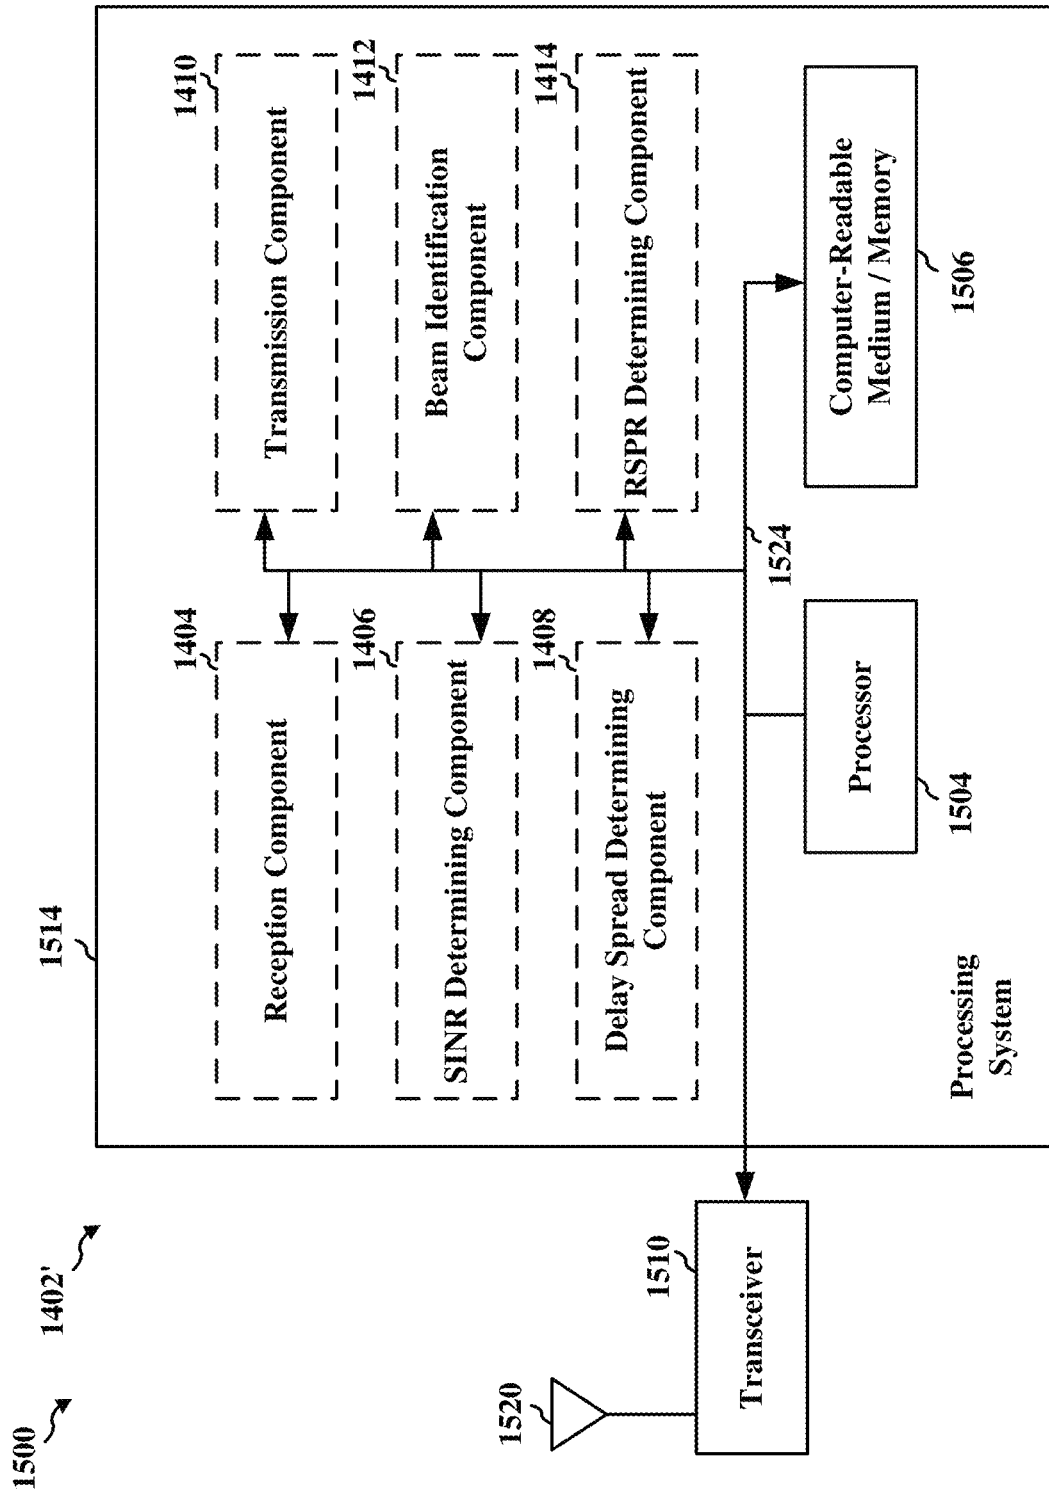 1500
1402'
1514
1404
Reception Component
1410
Transmission Component
1406
SINR Determining Component
1412
Beam Identification
Component
1408
Delay Spread Determining
Component
1414
RSPR Determining Component
1520
1510
Transceiver
1524
Processor
1504
Computer-Readable
Medium / Memory
1506
Processing
System